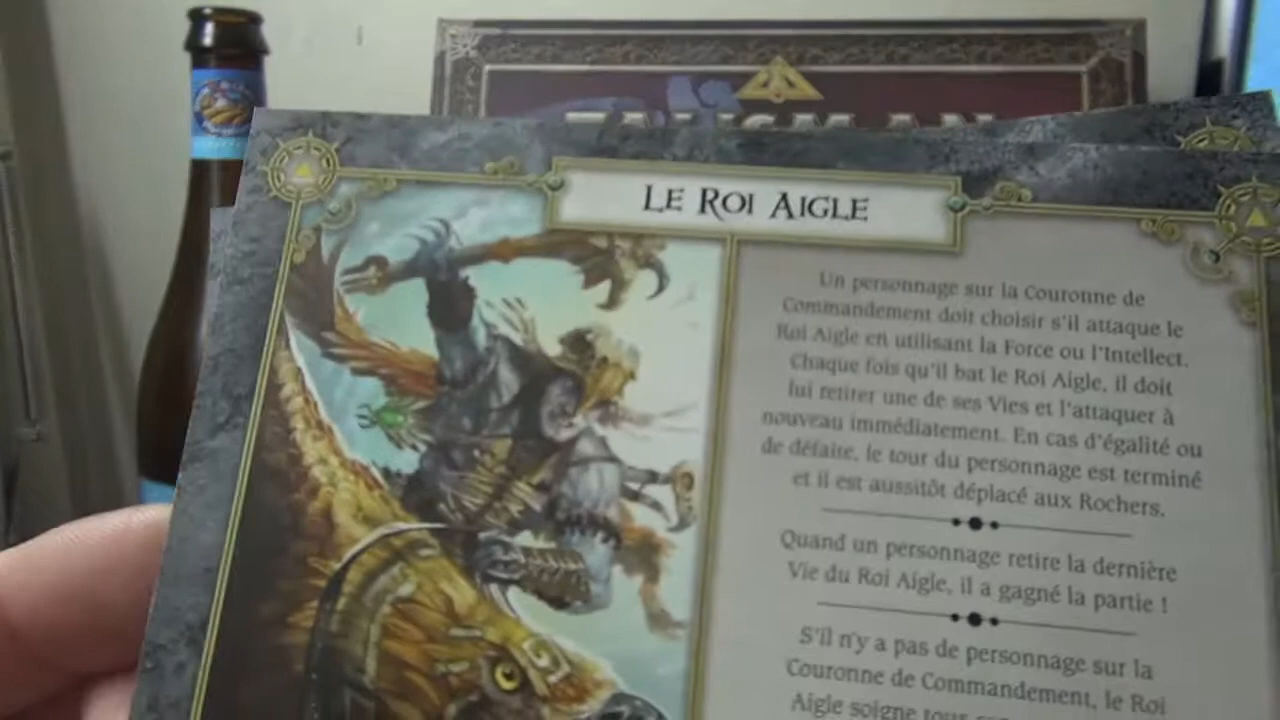 TALISMAN
LE ROI AIGLE
Un personnage sur la Couronne de
Commandement doit choisir s'il attaque le
Roi Aigle en utilisant la Force ou l'Intellect.
Chaque fois qu'il bat le Roi Aigle, il doit
lui retirer une de ses Vies et l'attaquer à
nouveau immédiatement. En cas d'égalité ou
de défaite, le tour du personnage est terminé
et il est aussitôt déplacé aux Rochers.
Quand un personnage retire la dernière
Vie du Roi Aigle, il a gagné la partie !
S'il n'y a pas de personnage sur la
Couronne de Commandement, le Roi
Aigle soigne tous